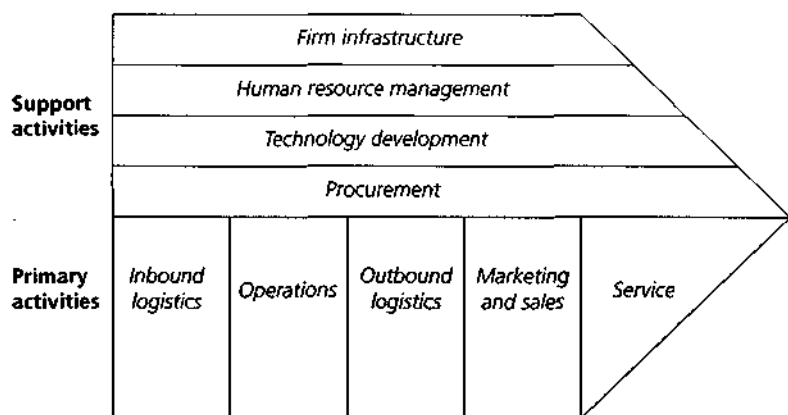 Firm infrastructure
Human resource management
Support
activities
Technology development
Procurement
Primary
activities
Inbound
logistics
Operations
Outbound
logistics
Marketing
and sales
Service